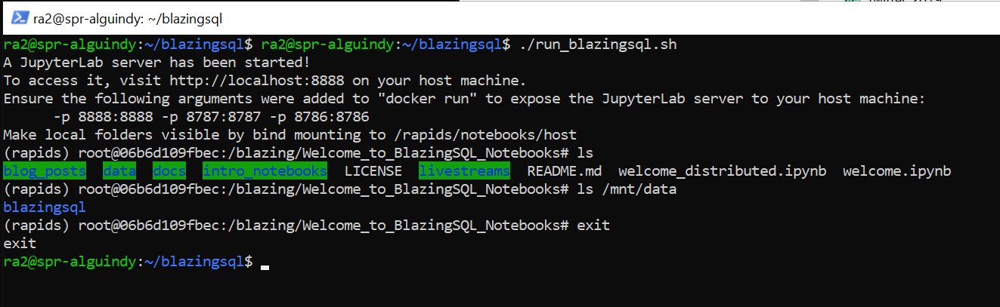 ra2@spr-alguindy: ~/blazingsql
ra2@spr-alguindy:~/blazingsql$ ra2@spr-alguindy:~/blazingsql$ ./run_blazingsql.sh
A JupyterLab server has been started!
To access it, visit http://localhost:8888 on your host machine.
Ensure the following arguments were added to "docker run" to expose the JupyterLab server to your host machine:
      -p 8888:8888 -p 8787:8787 -p 8786:8786
Make local folders visible by bind mounting to /rapids/notebooks/host
(rapids) root@06b6d109fbec:/blazing/Welcome_to_BlazingSQL_Notebooks# ls
blog_posts  data  docs  intro_notebooks  LICENSE  livestreams  README.md  welcome_distributed.ipynb  welcome.ipynb
(rapids) root@06b6d109fbec:/blazing/Welcome_to_BlazingSQL_Notebooks# ls /mnt/data
blazingsql
(rapids) root@06b6d109fbec:/blazing/Welcome_to_BlazingSQL_Notebooks# exit
exit
ra2@spr-alguindy:~/blazingsql$